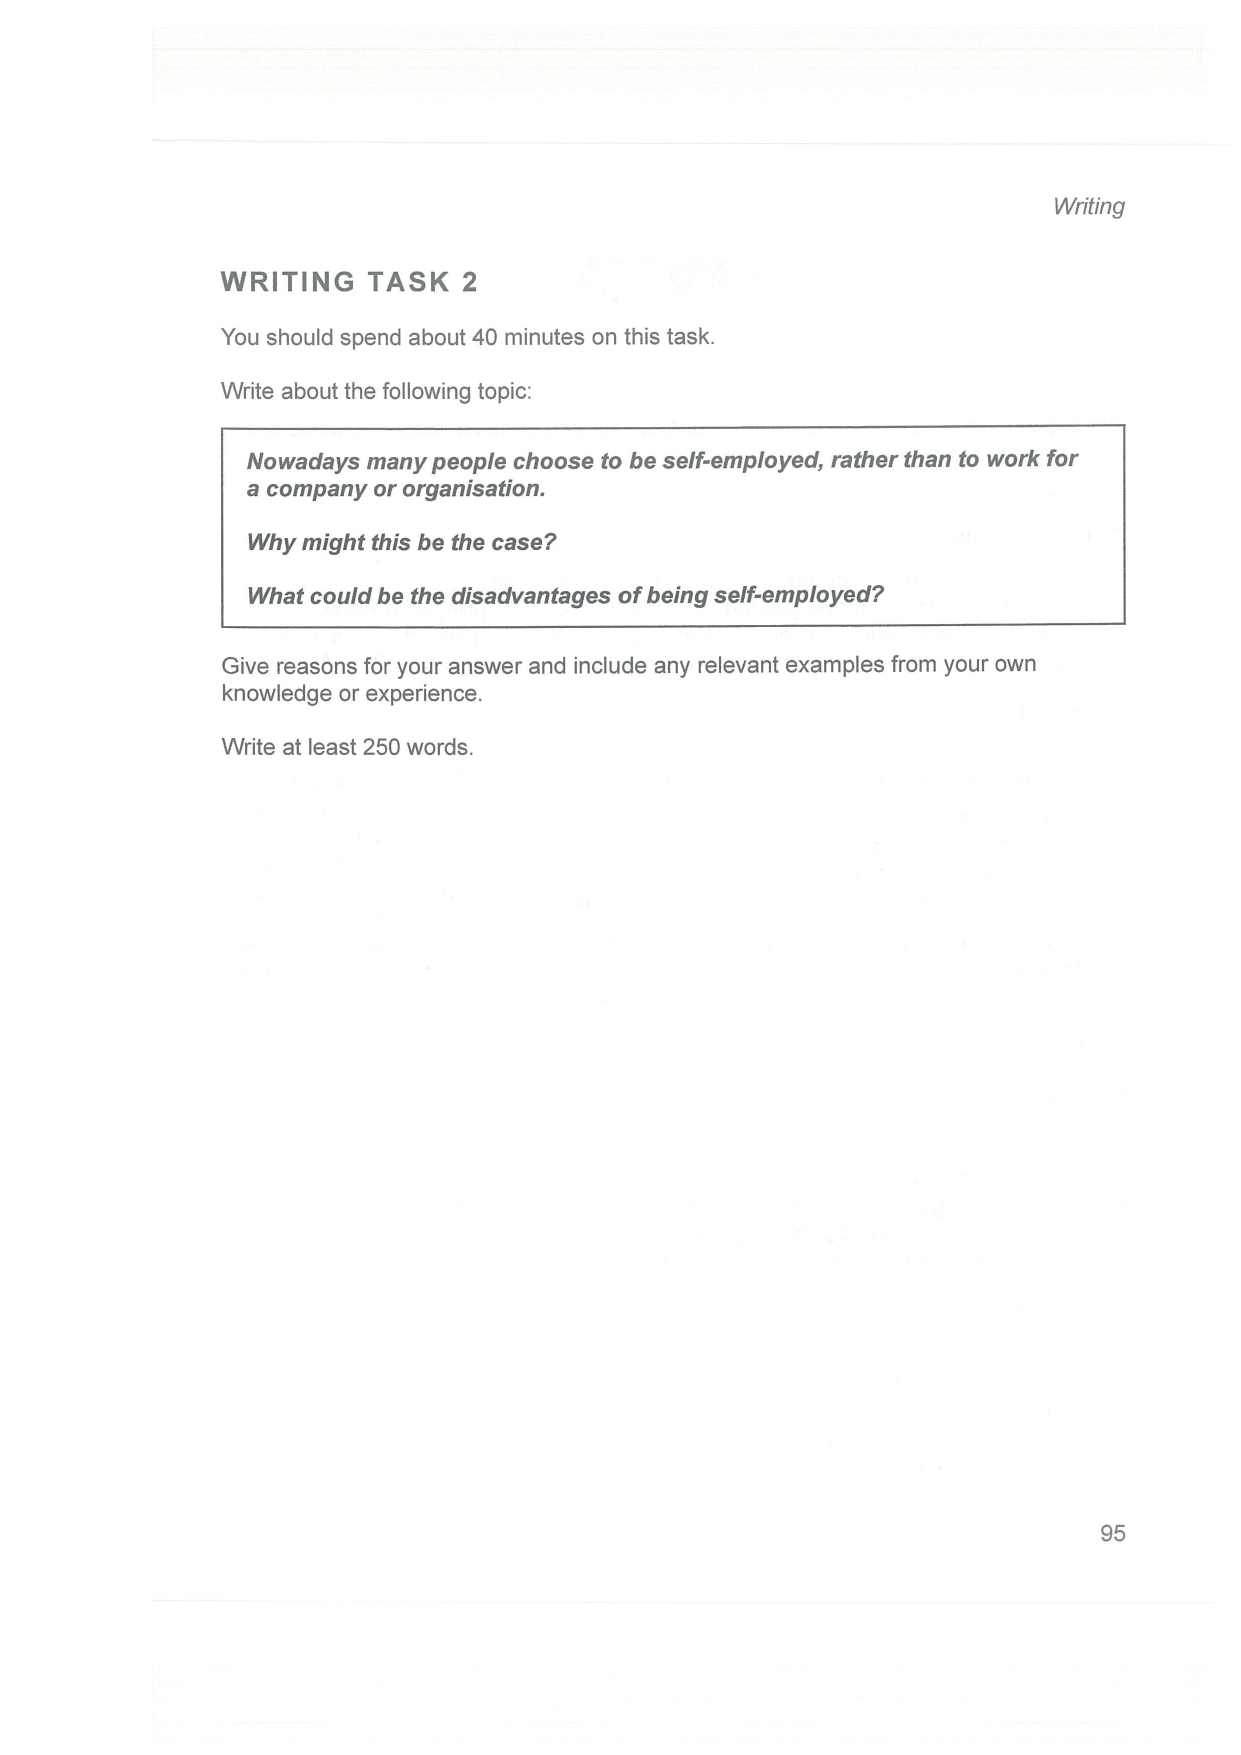 Writing
WRITING TASK 2
You should spend about 40 minutes on this task.
Write about the following topic:
Nowadays many people choose to be self-employed, rather than to work for
a company or organisation.
Why might this be the case?
What could be the disadvantages of being self-employed?
Give reasons for your answer and include any relevant examples from your own
knowledge or experience.
Write at least 250 words.
95